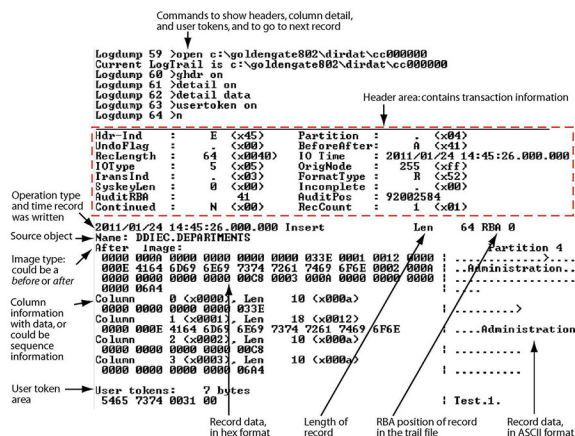 Commands to show headers, column detail,
and user tokens, and to go to next record
Logdump 59 >open c:\goldengate802\dirdat\cc000000
Current LogTrail is c:\goldengate802\dirdat\cc000000
Logdump 60 >ghdr on
Logdump 61 >detail on
Logdump 62 >detail data
Logdump 63 >usertoken on
Logdump 64 >n
Header area: contains transaction information
Hdr-Ind : E (x45) Partition : . (x04)
UndoFlag : . (x00) BeforeAfter: A (x41)
RecLength : 64 (x0040) IO Time : 2011/01/24 14:45:26.000.000
IOType : 5 (x05) OrigNode : 255 (xff)
TransInd : . (x03) FormatType : R (x52)
SyskeyLen : 0 (x00) Incomplete : . (x00)
AuditRBA : 41 AuditPos : 92002584
Continued : N (x00) RecCount : 1 (x01)
Operation type
and time record
was written
2011/01/24 14:45:26.000.000 Insert Len 64 RBA 0
Source object
Name: DDIEC.DEPARTMENTS
After Image: Partition 4
Image type:
could be a
before or after
0000 000A 0000 0000 0000 0000 033E 0001 0012 0000 | .............>......
000E 4164 6D69 6E69 7374 7261 7469 6F6E 0002 000A | ..Administration....
0000 0000 0000 0000 00C8 0003 000A 0000 0000 0000 | ....................
0000 06A4 | ....
Column
information
with data, or
could be
sequence
information
Column 0 (x0000), Len 10 (x000a)
0000 0000 0000 0000 033E | .........>
Column 1 (x0001), Len 18 (x0012)
0000 000E 4164 6D69 6E69 7374 7261 7469 6F6E | ....Administration
Column 2 (x0002), Len 10 (x000a)
0000 0000 0000 0000 00C8 | ..........
Column 3 (x0003), Len 10 (x000a)
0000 0000 0000 0000 06A4 | ..........
User token
area
User tokens: 7 bytes
5465 7374 0031 00 | Test.1.
Record data,
in hex format
Length of
record
RBA position of record
in the trail file
Record data,
in ASCII format